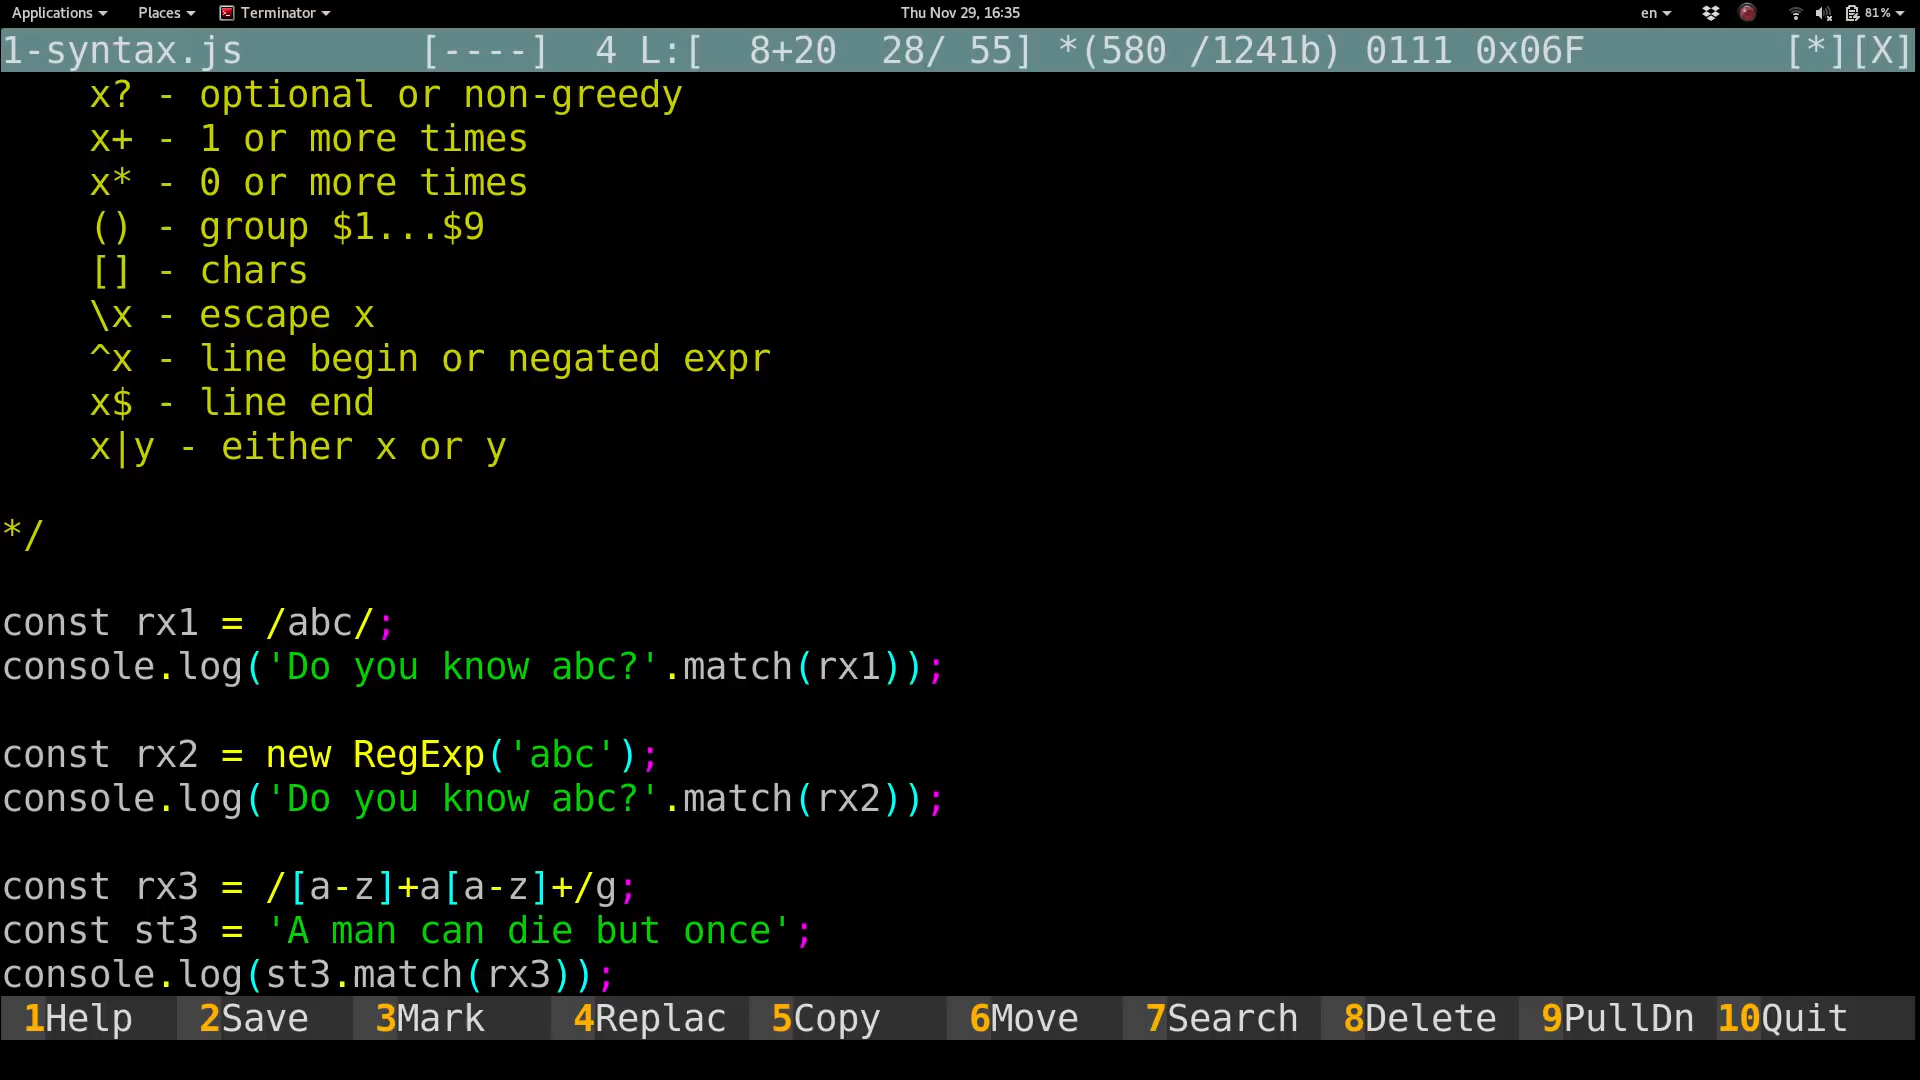 Applications Places Terminator Thu Nov 29, 16:35 en 81%
1-syntax.js [----] 4 L:[ 8+20 28/ 55] *(580 /1241b) 0111 0x06F [*][X]
x? - optional or non-greedy
x+ - 1 or more times
x* - 0 or more times
() - group $1...$9
[] - chars
\x - escape x
^x - line begin or negated expr
x$ - line end
x|y - either x or y
*/
const rx1 = /abc/;
console.log('Do you know abc?'.match(rx1));
const rx2 = new RegExp('abc');
console.log('Do you know abc?'.match(rx2));
const rx3 = /[a-z]+a[a-z]+/g;
const st3 = 'A man can die but once';
console.log(st3.match(rx3));
1Help 2Save 3Mark 4Replac 5Copy 6Move 7Search 8Delete 9PullDn 10Quit